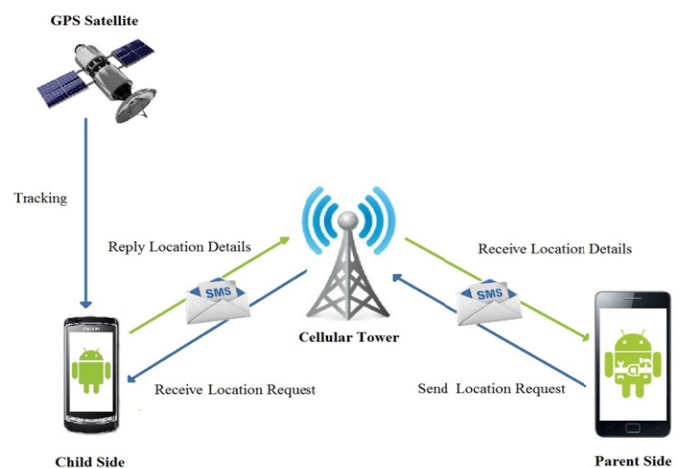 GPS Satellite
Tracking
Reply Location Details
Receive Location Details
SMS
SMS
Cellular Tower
Receive Location Request
Send Location Request
Child Side
Parent Side